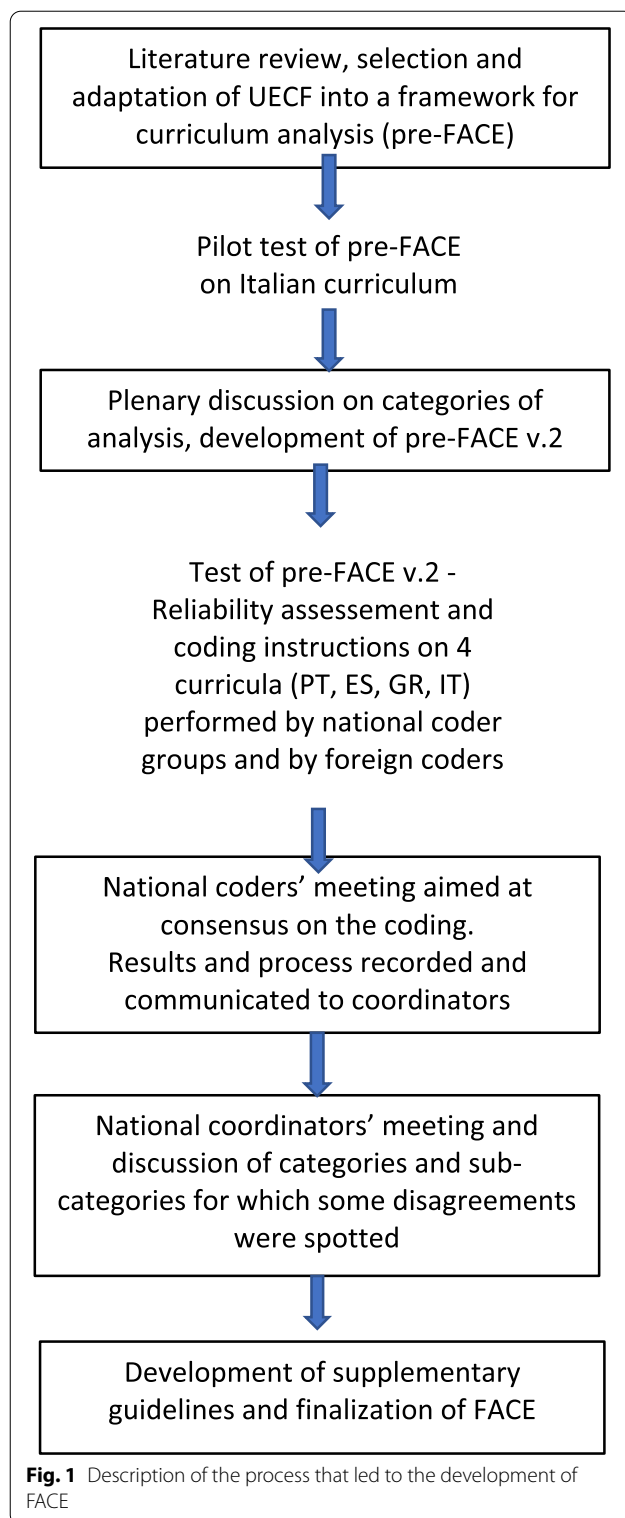 Literature review, selection and
adaptation of UECF into a framework for
curriculum analysis (pre-FACE)
Pilot test of pre-FACE
on Italian curriculum
Plenary discussion on categories of
analysis, development of pre-FACE v.2
Test of pre-FACE v.2 -
Reliability assessement and
coding instructions on 4
curricula (PT, ES, GR, IT)
performed by national coder
groups and by foreign coders
National coders’ meeting aimed at
consensus on the coding.
Results and process recorded and
communicated to coordinators
National coordinators’ meeting and
discussion of categories and sub-
categories for which some disagreements
were spotted
Development of supplementary
guidelines and finalization of FACE
Fig. 1 Description of the process that led to the development of
FACE